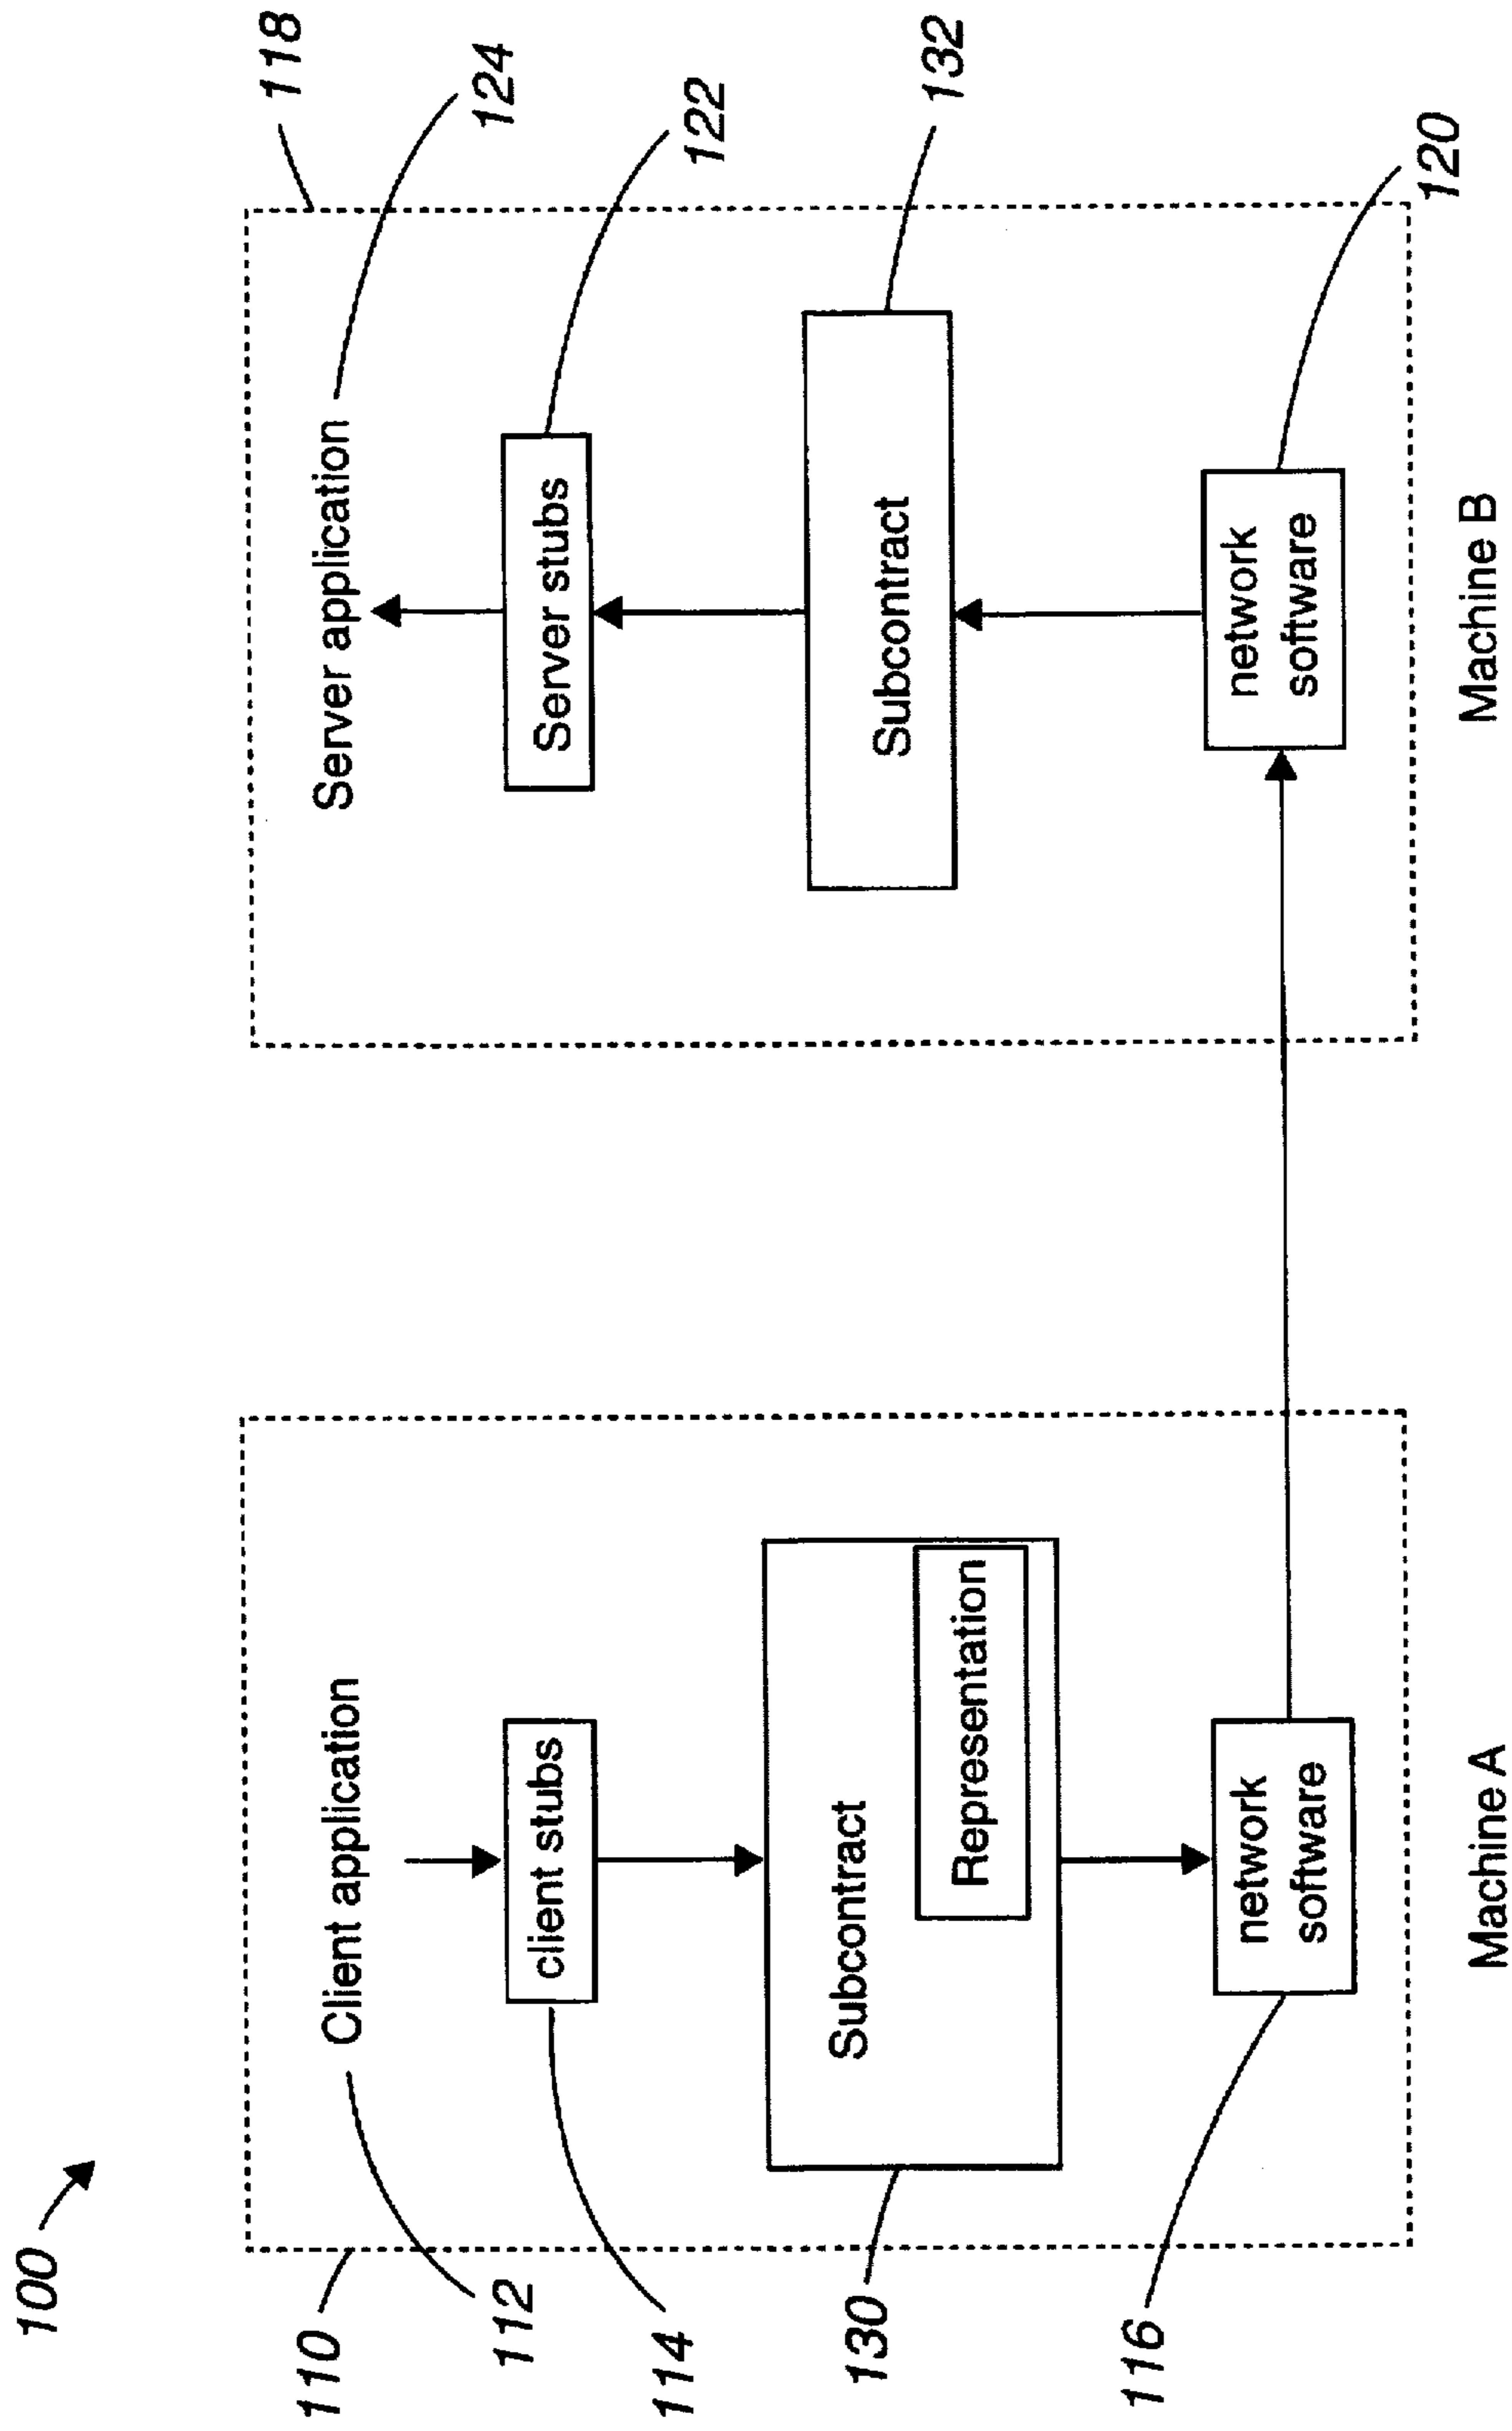 100
110
Client application
112
client stubs
114
Subcontract
Representation
130
network
software
116
Machine A
118
Server application
124
Server stubs
122
Subcontract
132
network
software
120
Machine B